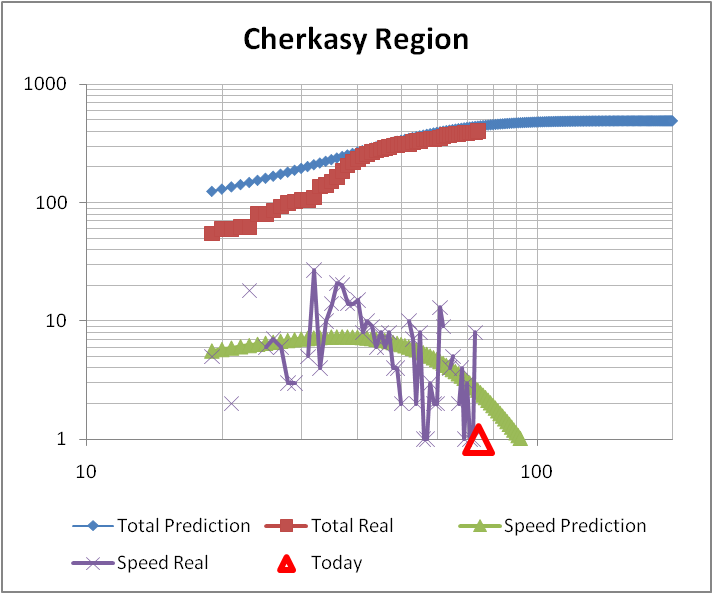 Cherkasy Region
1000
100
10
1
10 100
Total Prediction Total Real Speed Prediction
Speed Real Today